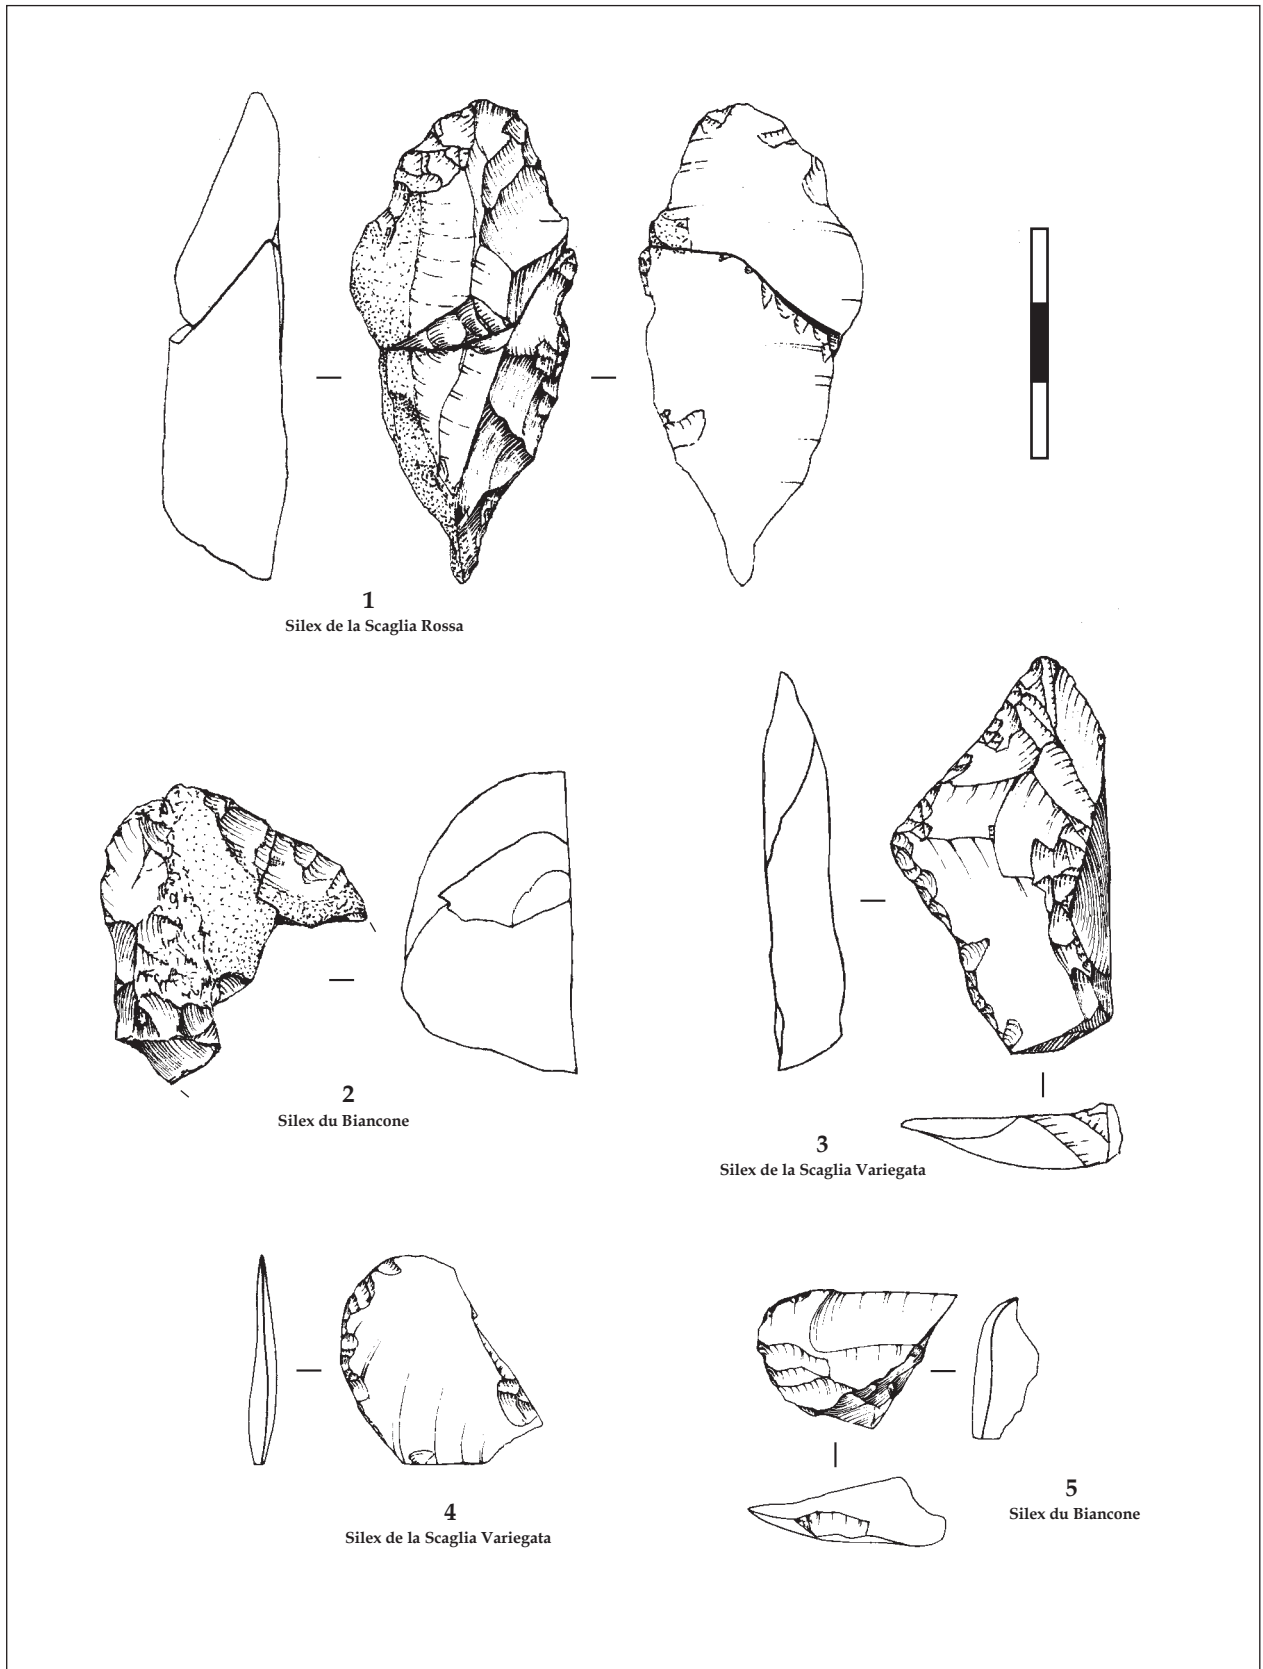 1
Silex de la Scaglia Rossa
2
Silex du Biancone
3
Silex de la Scaglia Variegata
4
Silex de la Scaglia Variegata
5
Silex du Biancone